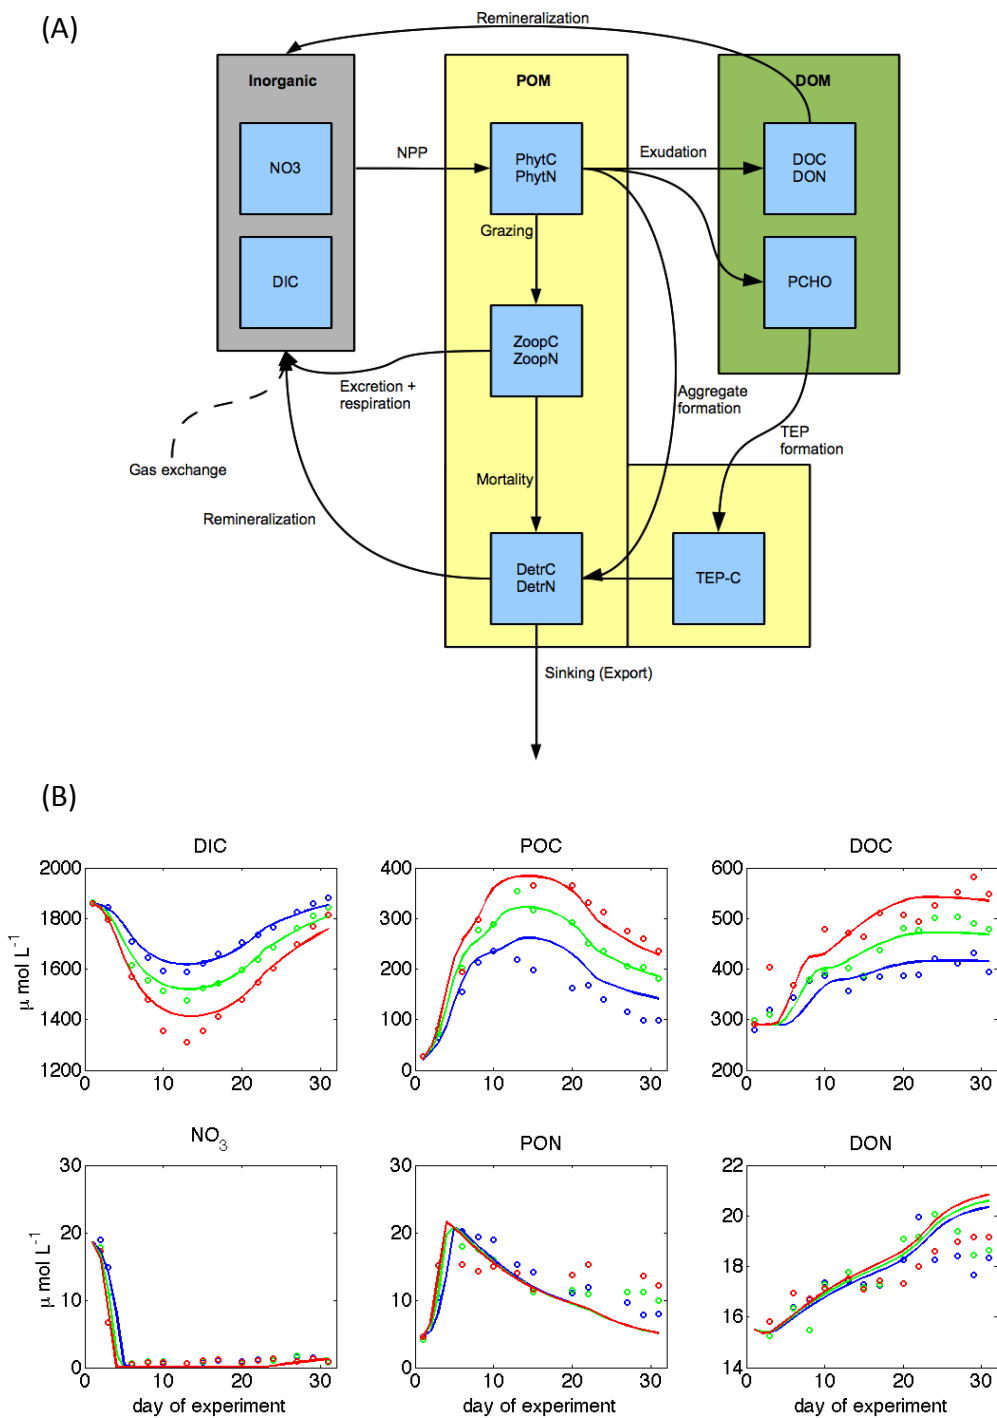 (A)
Remineralization
Inorganic
POM
DOM
NO3
NPP
PhytC
PhytN
Exudation
DOC
DON
Grazing
DIC
PCHO
ZoopC
ZoopN
Excretion +
respiration
Aggregate
formation
TEP
formation
Gas exchange
Mortality
Remineralization
DetrC
DetrN
TEP-C
Sinking (Export)
(B)
DIC
POC
DOC
2000
1800
1600
1400
1200
μ mol L⁻¹
0
10
20
30
400
300
200
100
0
0
10
20
30
600
500
400
300
200
0
10
20
30
NO₃
PON
DON
30
20
10
0
μ mol L⁻¹
0
10
20
30
day of experiment
30
20
10
0
0
10
20
30
day of experiment
22
20
18
16
14
0
10
20
30
day of experiment